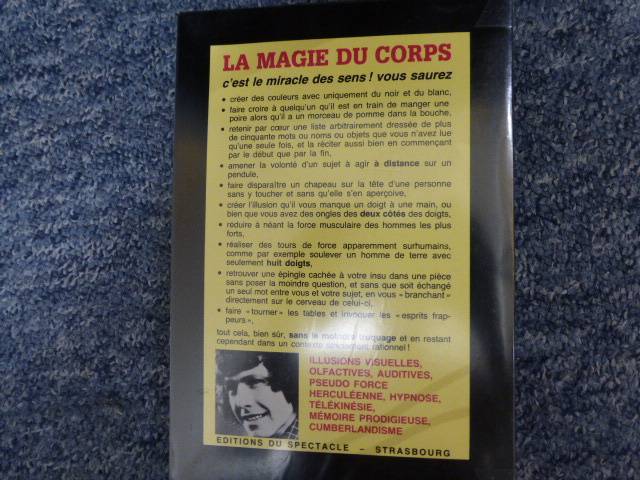 LA MAGIE DU CORPS
c'est le miracle des sens ! vous saurez
• créer des couleurs avec uniquement du noir et du blanc,
• faire croire à quelqu'un qu'il est en train de manger une
poire alors qu'il a un morceau de pomme dans la bouche,
• retenir par cœur une liste arbitrairement dressée de plus
de cinquante mots ou noms ou objets que vous n'avez lue
qu'une seule fois, et la réciter aussi bien en commençant
par le début que par la fin,
• amener la volonté d'un sujet à agir à distance sur un
pendule,
• faire disparaître un chapeau sur la tête d'une personne
sans y toucher et sans qu'elle s'en aperçoive,
• créer l'illusion qu'il vous manque un doigt à une main, ou
bien que vous avez des ongles des deux côtés des doigts,
• réduire à néant la force musculaire des hommes les plus
forts,
• réaliser des tours de force apparemment surhumains,
comme par exemple soulever un homme de terre avec
seulement huit doigts,
• retrouver une épingle cachée à votre insu dans une pièce
sans poser la moindre question, et sans que soit échangé
un seul mot entre vous et votre sujet, en vous « branchant »
directement sur le cerveau de celui-ci,
• faire « tourner » les tables et invoquer les « esprits frap-
peurs »,
tout cela, bien sûr, sans le moindre truquage et en restant
cependant dans un contexte strictement rationnel !
ILLUSIONS VISUELLES,
OLFACTIVES, AUDITIVES,
PSEUDO FORCE
HERCULÉENNE, HYPNOSE,
TÉLÉKINÉSIE,
MÉMOIRE PRODIGIEUSE,
CUMBERLANDISME
EDITIONS DU SPECTACLE – STRASBOURG